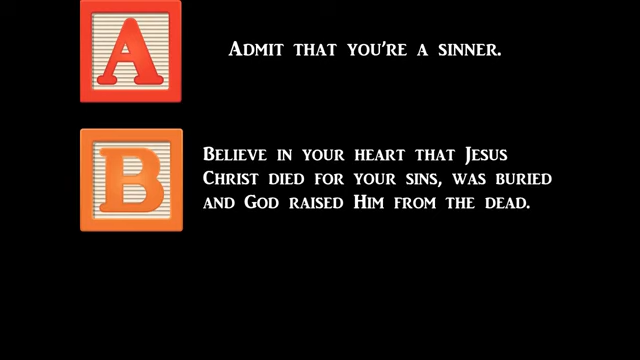 A
Admit that you're a sinner.
B
Believe in your heart that Jesus
Christ died for your sins, was buried
and God raised Him from the dead.